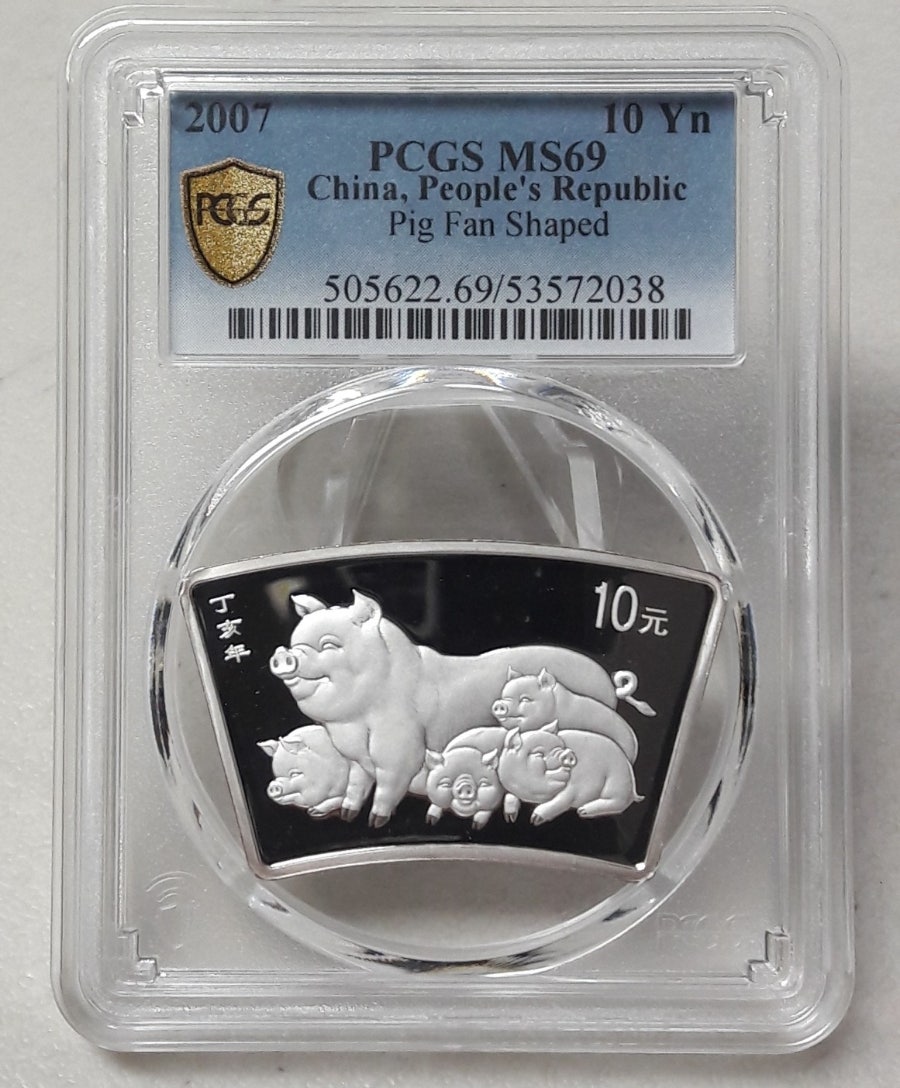 2007 10 Yn
PCGS MS69
China, People's Republic
PCGS
Pig Fan Shaped
505622.69/53572038
丁亥年
10元
PCGS